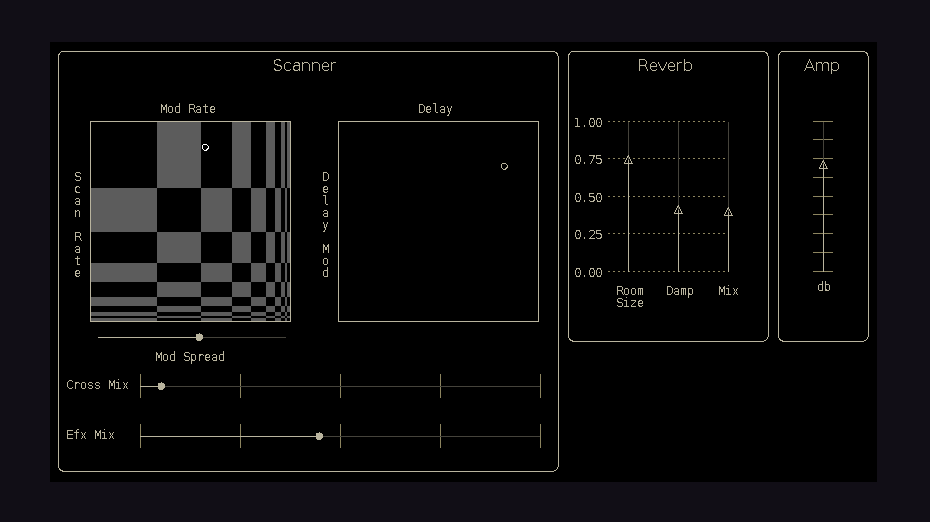 Scanner
Mod Rate
Delay
Scan Rate
Delay Mod
Mod Spread
Cross Mix
Efx Mix
Reverb
1.00
0.75
0.50
0.25
0.00
Room
Size
Damp
Mix
Amp
db